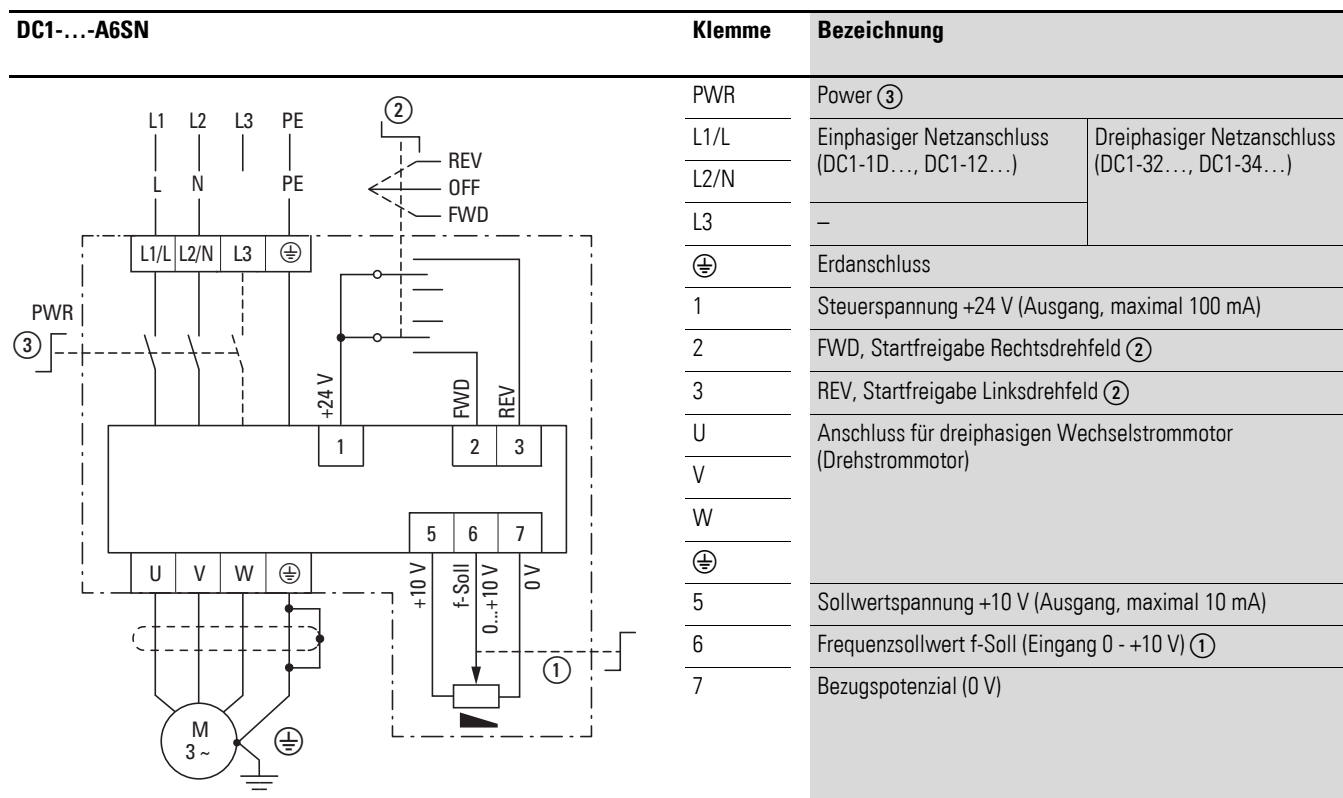 DC1-...-A6SN
Klemme
Bezeichnung
L1 L2 L3 PE
②
L N PE
REV
OFF
FWD
L1/L L2/N L3
PWR
③
+24 V
FWD
REV
1
2 3
5 6 7
U V W
+10 V
f-Soll
0...+10 V
0 V
①
M
3 ~
PWR Power ③
L1/L Einphasiger Netzanschluss
(DC1-1D..., DC1-12...)
Dreiphasiger Netzanschluss
(DC1-32..., DC1-34...)
L2/N
L3 –
Erdanschluss
1 Steuerspannung +24 V (Ausgang, maximal 100 mA)
2 FWD, Startfreigabe Rechtsdrehfeld ②
3 REV, Startfreigabe Linksdrehfeld ②
U Anschluss für dreiphasigen Wechselstrommotor
(Drehstrommotor)
V
W
5 Sollwertspannung +10 V (Ausgang, maximal 10 mA)
6 Frequenzsollwert f-Soll (Eingang 0 - +10 V) ①
7 Bezugspotenzial (0 V)